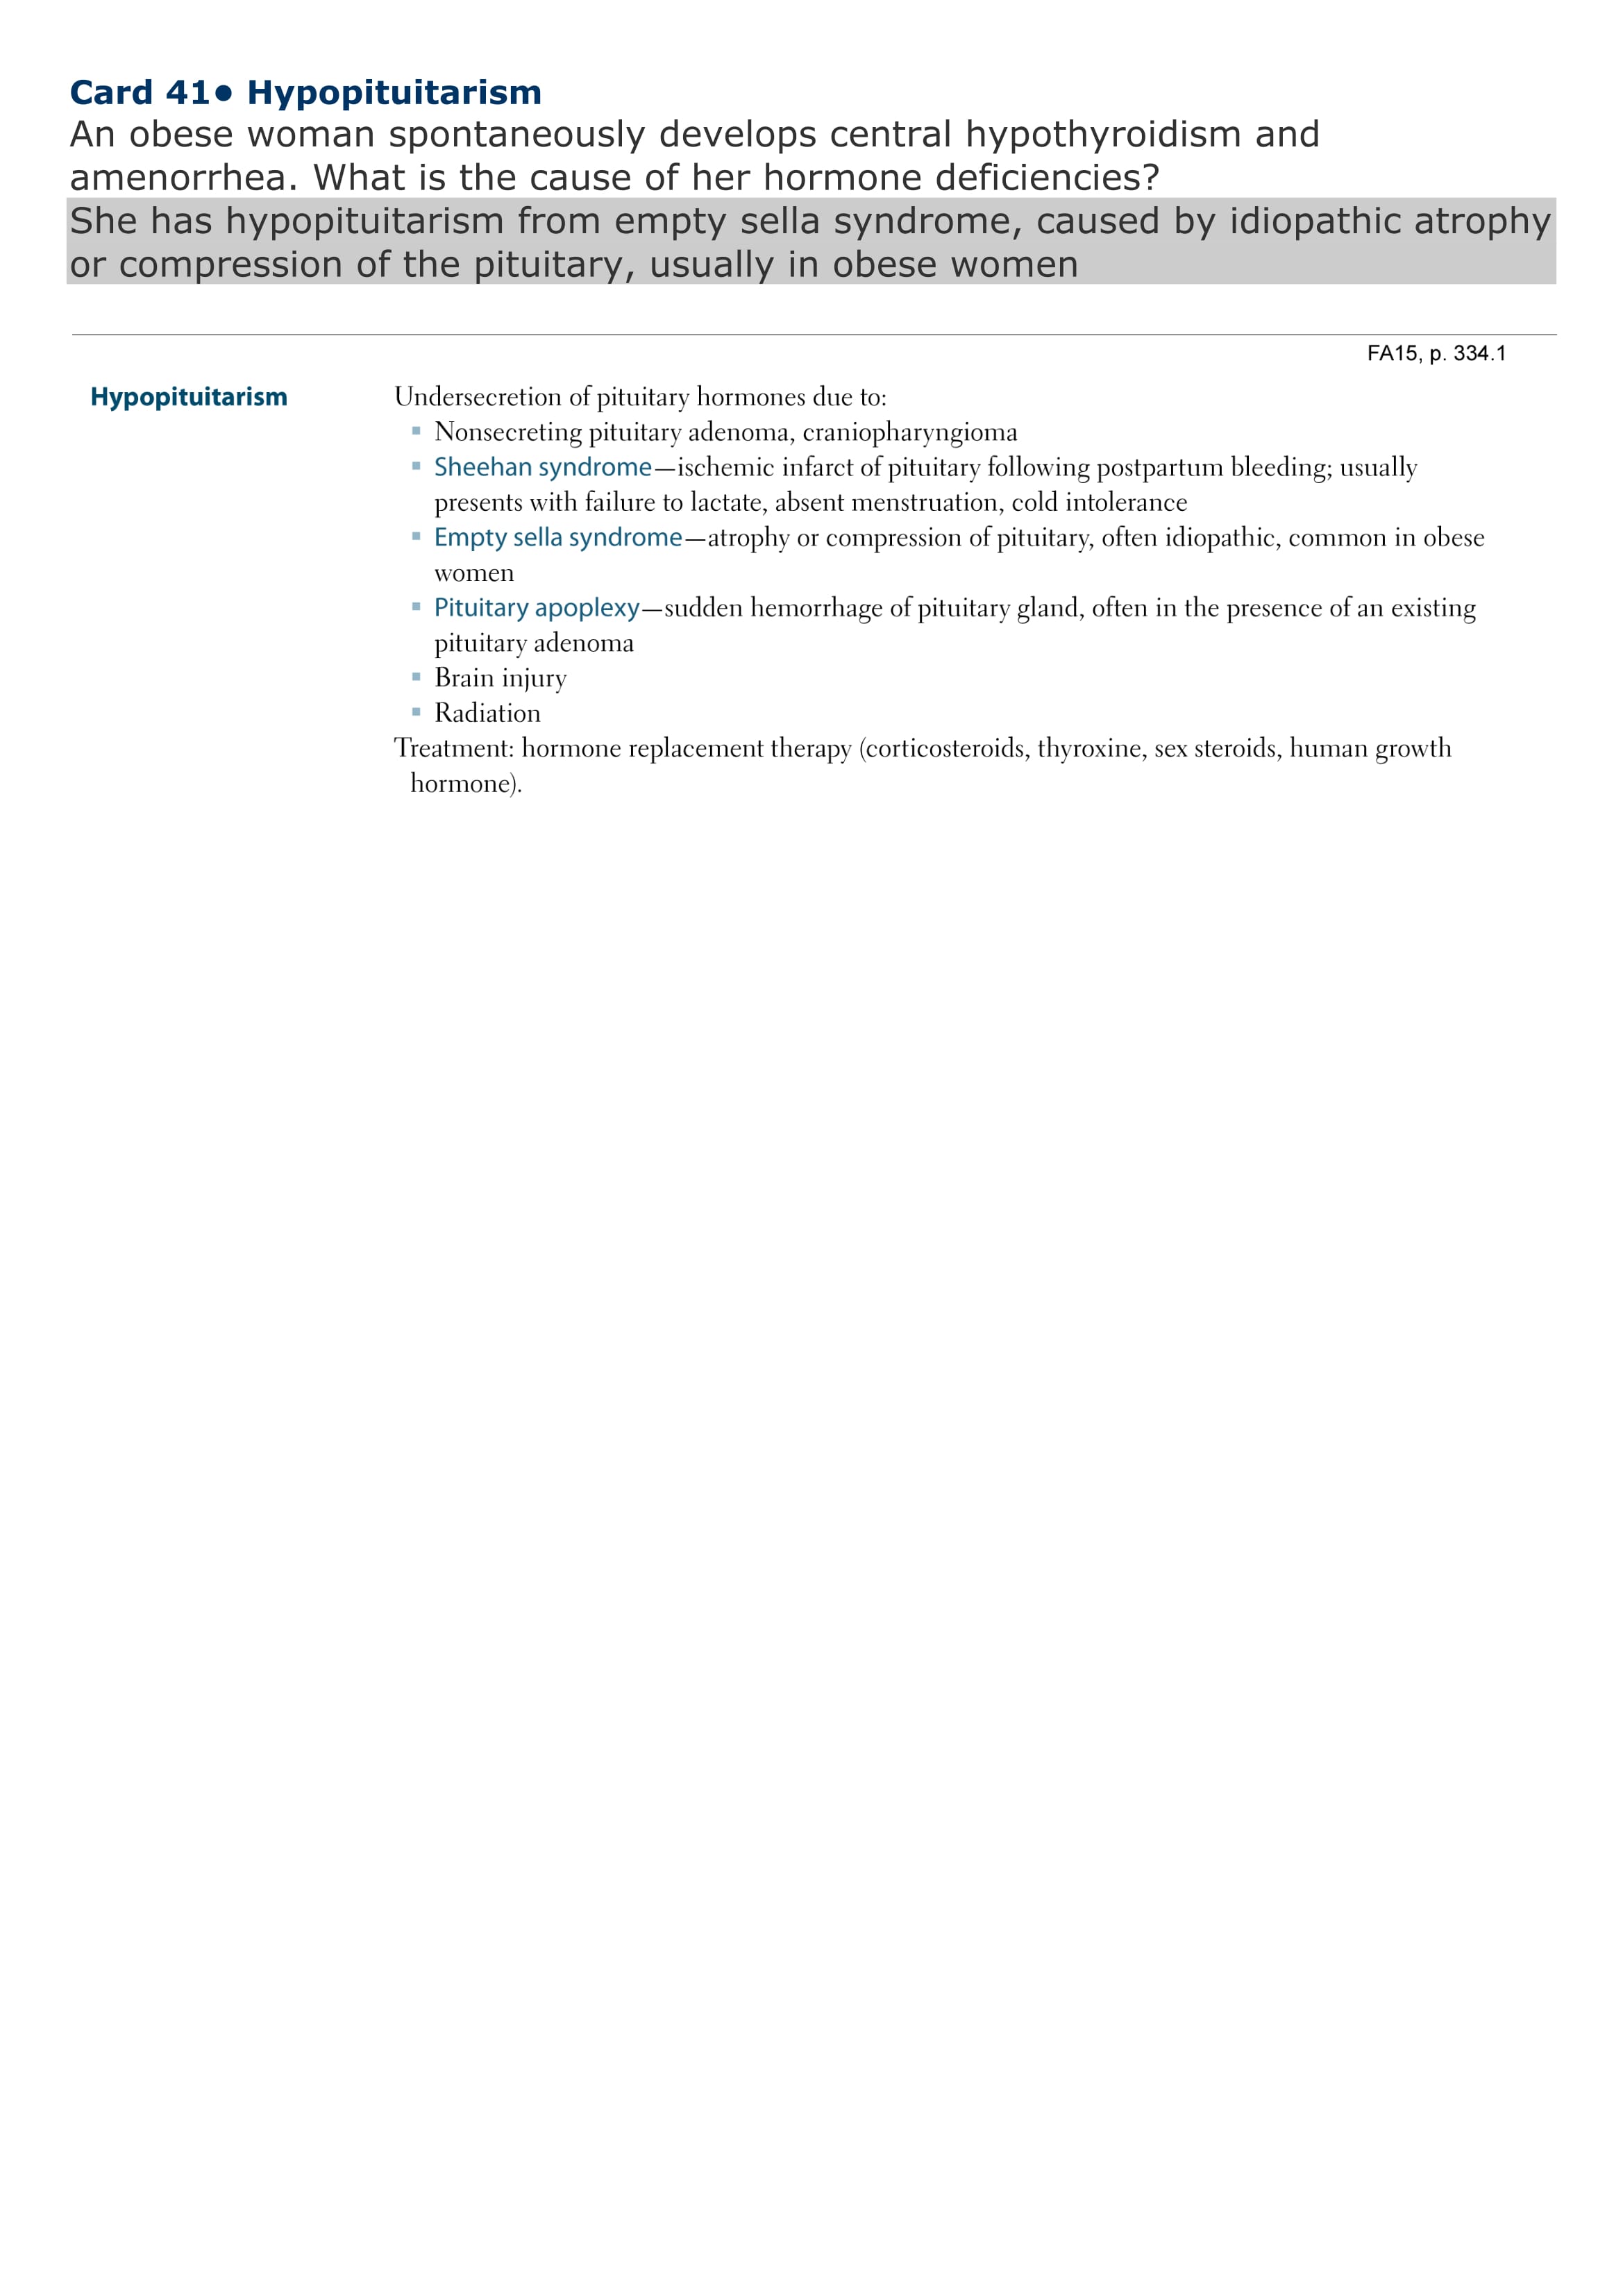 Card 41● Hypopituitarism
An obese woman spontaneously develops central hypothyroidism and
amenorrhea. What is the cause of her hormone deficiencies?
She has hypopituitarism from empty sella syndrome, caused by idiopathic atrophy
or compression of the pituitary, usually in obese women
FA15, p. 334.1
Hypopituitarism
Undersecretion of pituitary hormones due to:
▪ Nonsecreting pituitary adenoma, craniopharyngioma
▪ Sheehan syndrome—ischemic infarct of pituitary following postpartum bleeding; usually
presents with failure to lactate, absent menstruation, cold intolerance
▪ Empty sella syndrome—atrophy or compression of pituitary, often idiopathic, common in obese
women
▪ Pituitary apoplexy—sudden hemorrhage of pituitary gland, often in the presence of an existing
pituitary adenoma
▪ Brain injury
▪ Radiation
Treatment: hormone replacement therapy (corticosteroids, thyroxine, sex steroids, human growth
hormone).